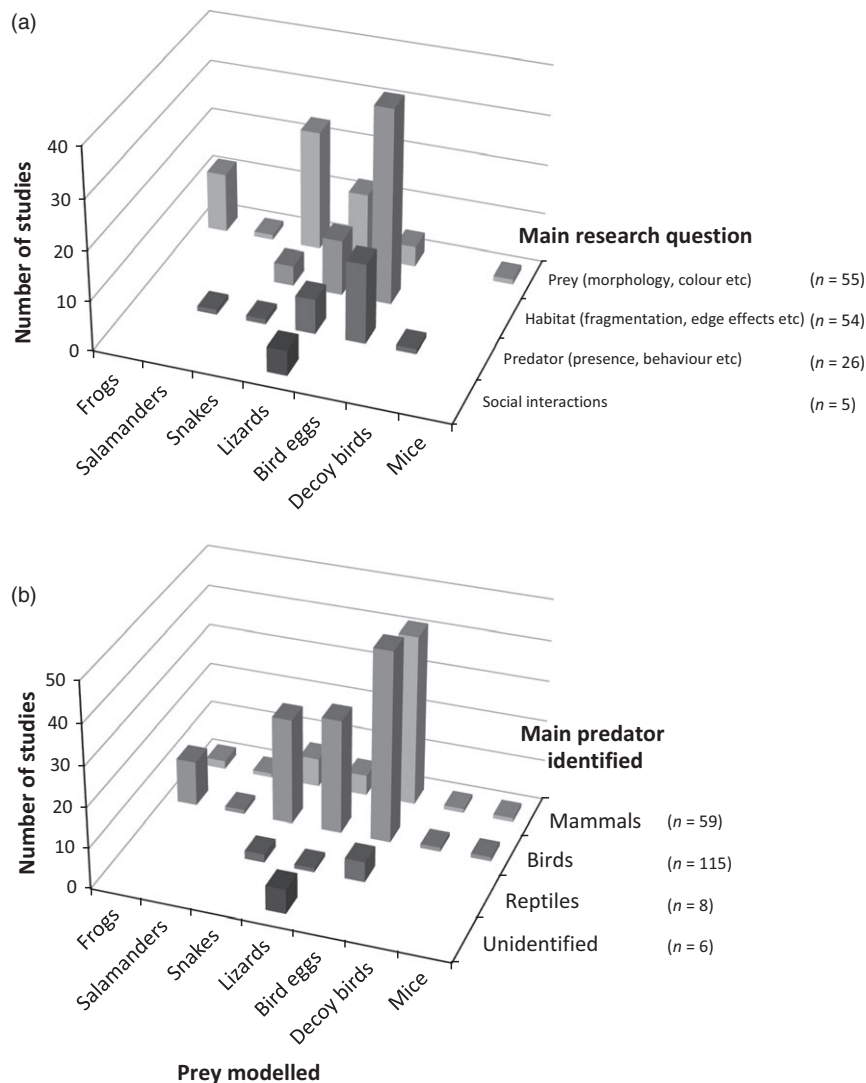 (a)
Number of studies
40
30
20
10
0
Frogs
Salamanders
Snakes
Lizards
Bird eggs
Decoy birds
Mice
Main research question
Prey (morphology, colour etc) (n = 55)
Habitat (fragmentation, edge effects etc) (n = 54)
Predator (presence, behaviour etc) (n = 26)
Social interactions (n = 5)
(b)
Number of studies
50
40
30
20
10
0
Frogs
Salamanders
Snakes
Lizards
Bird eggs
Decoy birds
Mice
Main predator
identified
Mammals (n = 59)
Birds (n = 115)
Reptiles (n = 8)
Unidentified (n = 6)
Prey modelled